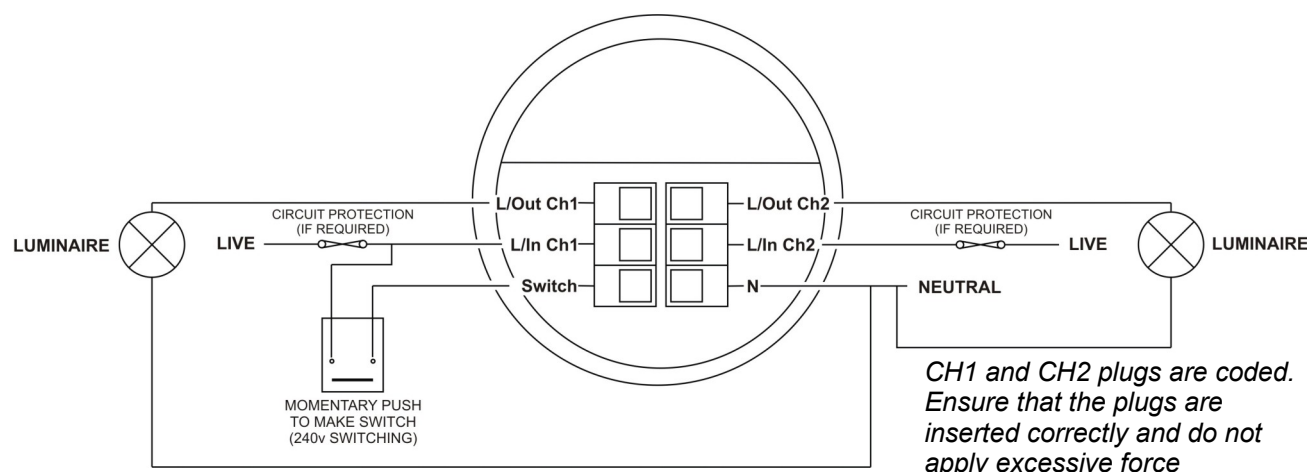 L/Out Ch1
L/Out Ch2
CIRCUIT PROTECTION
(IF REQUIRED)
CIRCUIT PROTECTION
(IF REQUIRED)
LUMINAIRE
LIVE
L/In Ch1
L/In Ch2
LIVE
LUMINAIRE
Switch
N
NEUTRAL
MOMENTARY PUSH
TO MAKE SWITCH
(240v SWITCHING)
CH1 and CH2 plugs are coded.
Ensure that the plugs are
inserted correctly and do not
apply excessive force